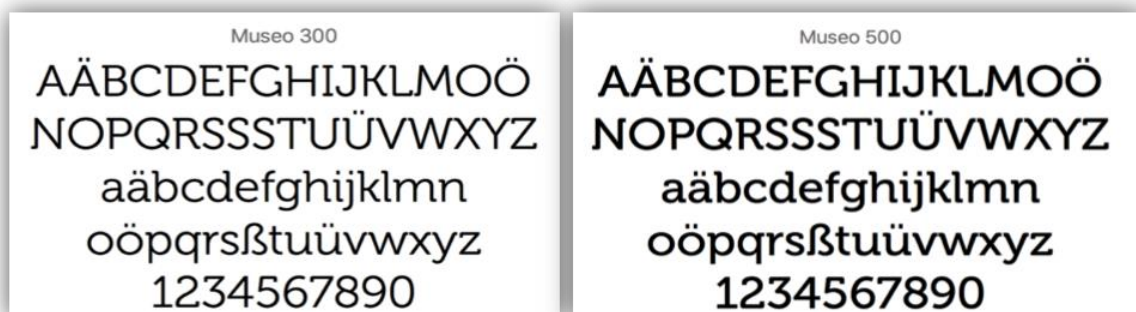 Museo 300
AÄBCDEFGHIJKLMOÖ
NOPQRSSSTUÜVWXYZ
aäbcdefghijklmn
oöpqrsßtuüvwxyz
1234567890
Museo 500
AÄBCDEFGHIJKLMOÖ
NOPQRSSSTUÜVWXYZ
aäbcdefghijklmn
oöpqrsßtuüvwxyz
1234567890